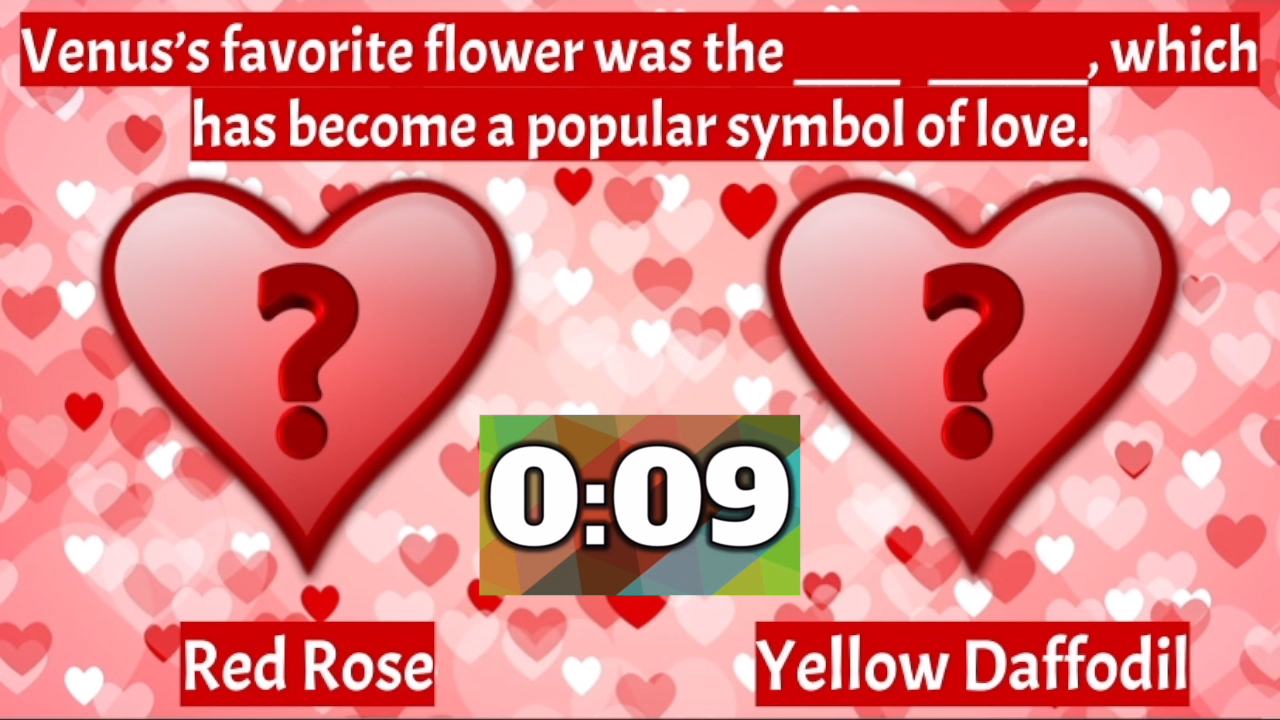 Venus’s favorite flower was the ____ ______, which
has become a popular symbol of love.
? ?
0:09
Red Rose
Yellow Daffodil